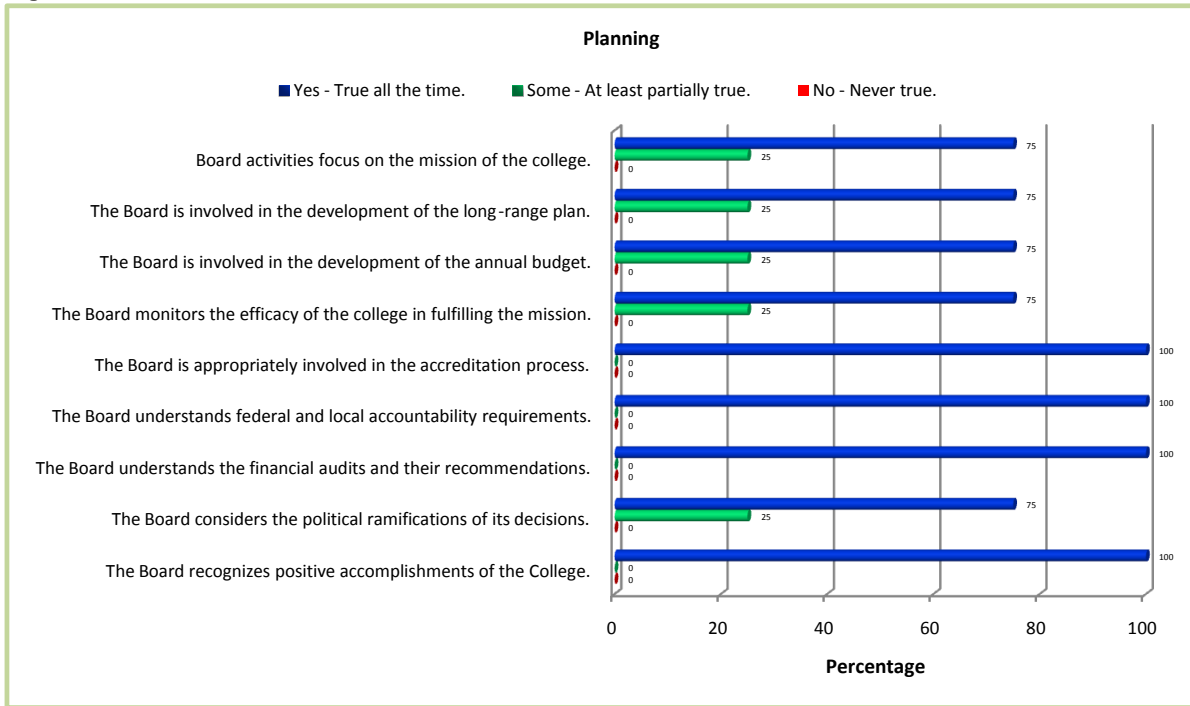 Planning
Yes - True all the time. Some - At least partially true. No - Never true.
Board activities focus on the mission of the college. 75 25 0
The Board is involved in the development of the long-range plan. 75 25 0
The Board is involved in the development of the annual budget. 75 25 0
The Board monitors the efficacy of the college in fulfilling the mission. 75 25 0
The Board is appropriately involved in the accreditation process. 100 0 0
The Board understands federal and local accountability requirements. 100 0 0
The Board understands the financial audits and their recommendations. 100 0 0
The Board considers the political ramifications of its decisions. 75 25 0
The Board recognizes positive accomplishments of the College. 100 0 0
0 20 40 60 80 100
Percentage